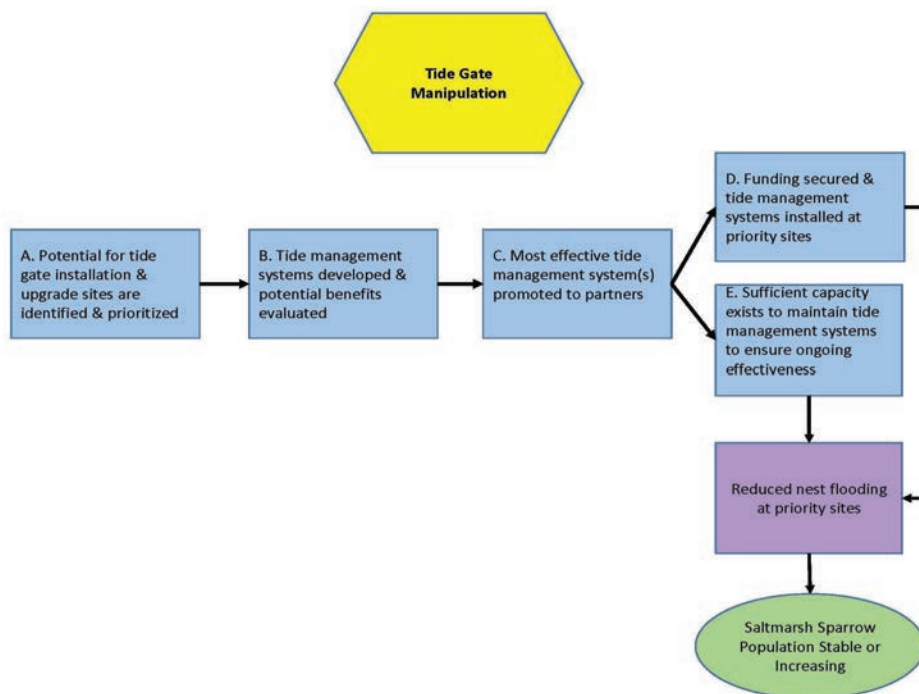 Tide Gate
Manipulation
A. Potential for tide
gate installation &
upgrade sites are
identified & prioritized
B. Tide management
systems developed &
potential benefits
evaluated
C. Most effective tide
management system(s)
promoted to partners
D. Funding secured &
tide management
systems installed at
priority sites
E. Sufficient capacity
exists to maintain tide
management systems
to ensure ongoing
effectiveness
Reduced nest flooding
at priority sites
Saltmarsh Sparrow
Population Stable or
Increasing